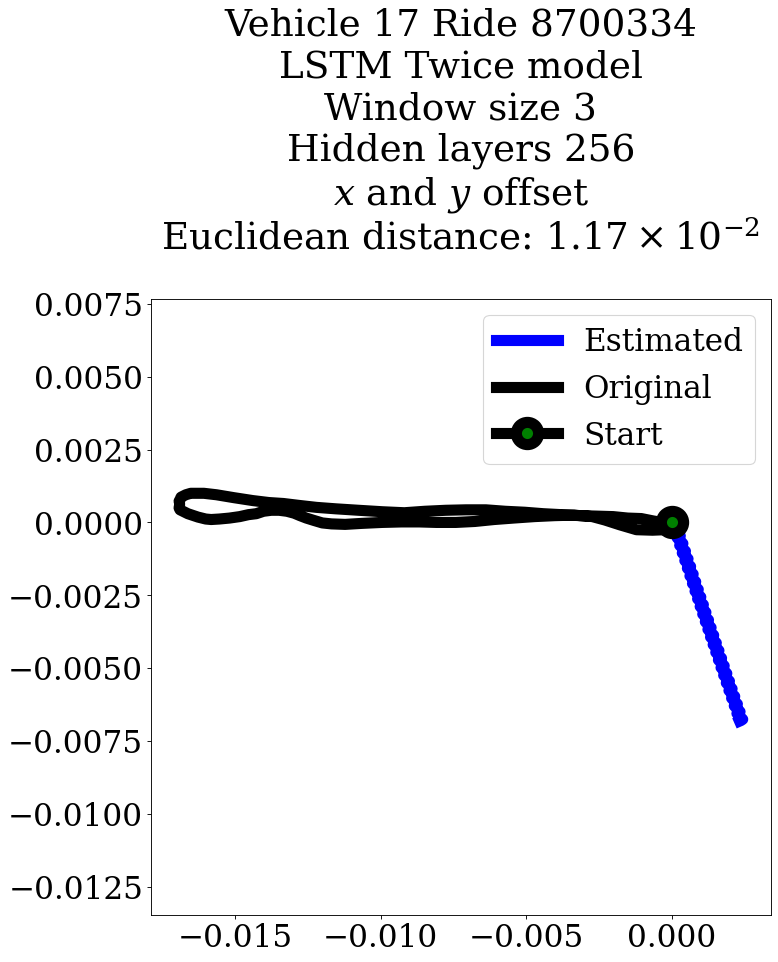 Vehicle 17 Ride 8700334
LSTM Twice model
Window size 3
Hidden layers 256
x and y offset
Euclidean distance: 1.17 × 10⁻²
Estimated
Original
Start
0.0075
0.0050
0.0025
0.0000
−0.0025
−0.0050
−0.0075
−0.0100
−0.0125
−0.015 −0.010 −0.005 0.000